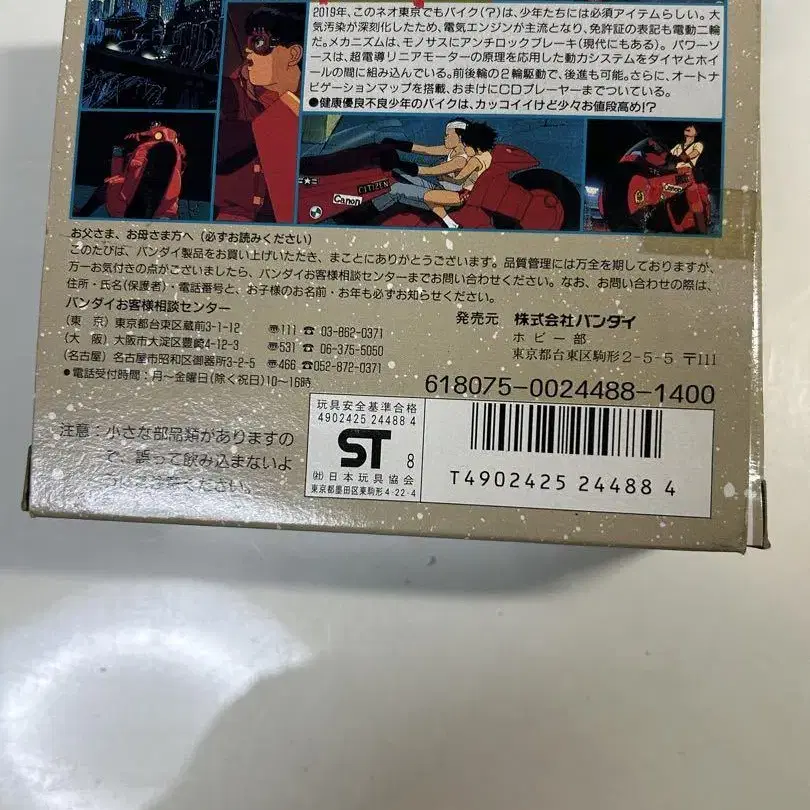 2019年、このネオ東京でもバイク(?)は、少年たちには必須アイテムらしい。大
気汚染が深刻化したため、電気エンジンが主流となり、免許証の表記も電動二輪
だ。メカニズムは、モノサスにアンチロックブレーキ(現代にもある)。パワーソ
ースは、超電導リニアモーターの原理を応用した動力システムをタイヤとホイ
ールの間に組み込んでいる。前後輪の2輪駆動で、後進も可能。さらに、オートナ
ビゲーションマップを搭載、おまけにCDプレーヤーまでついている。
●健康優良不良少年のバイクは、カッコイイけど少々お値段高め!?
CITIZEN
Canon
Canon
お父さま、お母さま方へ(必ずお読みください)
このたびは、バンダイ製品をお買い上げいただき、まことにありがとうございます。品質管理には万全を期しておりますが、
万一お気付きの点がございましたら、バンダイお客様相談センターまでお問い合わせください。なお、お問い合わせの際は、
住所・氏名(保護者)・電話番号と、お子様のお名前・お年も必ずお知らせください。
バンダイお客様相談センター
(東 京) 東京都台東区蔵前3-1-12 〠111 ☎03-862-0371
(大 阪) 大阪市大淀区豊崎4-12-3 〠531 ☎06-375-5050
(名古屋) 名古屋市昭和区御器所3-2-5 〠466 ☎052-872-0371
●電話受付時間:月〜金曜日(除く祝日)10〜16時
発売元 株式会社バンダイ
ホビー部
東京都台東区駒形2-5-5 〒111
618075-0024488-1400
注意:小さな部品類がありますの
で、誤って飲み込まないよ
ください。
玩具安全基準合格
4902425 24488 4
ST 8
(社)日本玩具協会
東京都墨田区東駒形4-22-4
T4902425 24488 4